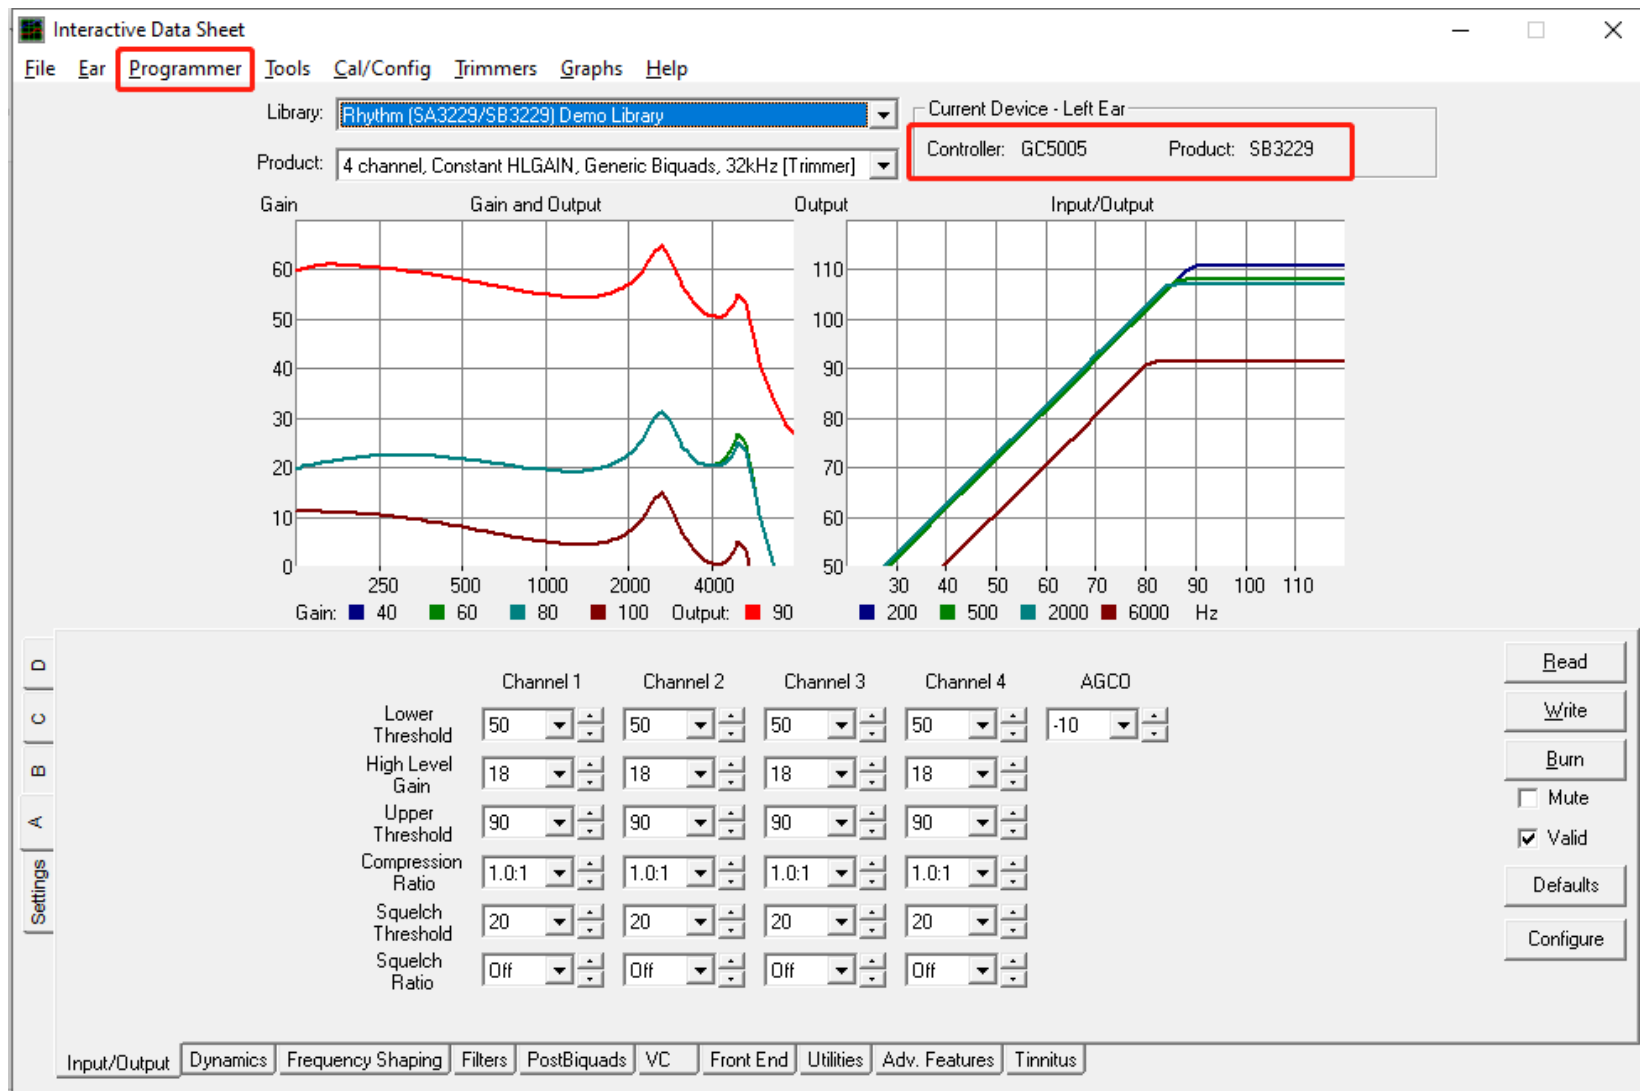 Interactive Data Sheet
File Ear Programmer Tools Cal/Config Trimmers Graphs Help
Library: Rhythm (SA3229/SB3229) Demo Library
Product: 4 channel, Constant HLGAIN, Generic Biquads, 32kHz [Trimmer]
Current Device - Left Ear
Controller: GC5005 Product: SB3229
Gain Gain and Output
60
50
40
30
20
10
0
250 500 1000 2000 4000
Gain: 40 60 80 100 Output: 90
Output Input/Output
110
100
90
80
70
60
50
30 40 50 60 70 80 90 100 110
200 500 2000 6000 Hz
D
C
B
A
Settings
Channel 1 Channel 2 Channel 3 Channel 4 AGCO
Lower
Threshold 50 50 50 50 -10
High Level
Gain 18 18 18 18
Upper
Threshold 90 90 90 90
Compression
Ratio 1.0:1 1.0:1 1.0:1 1.0:1
Squelch
Threshold 20 20 20 20
Squelch
Ratio Off Off Off Off
Read
Write
Burn
Mute
Valid
Defaults
Configure
Input/Output Dynamics Frequency Shaping Filters PostBiquads VC Front End Utilities Adv. Features Tinnitus